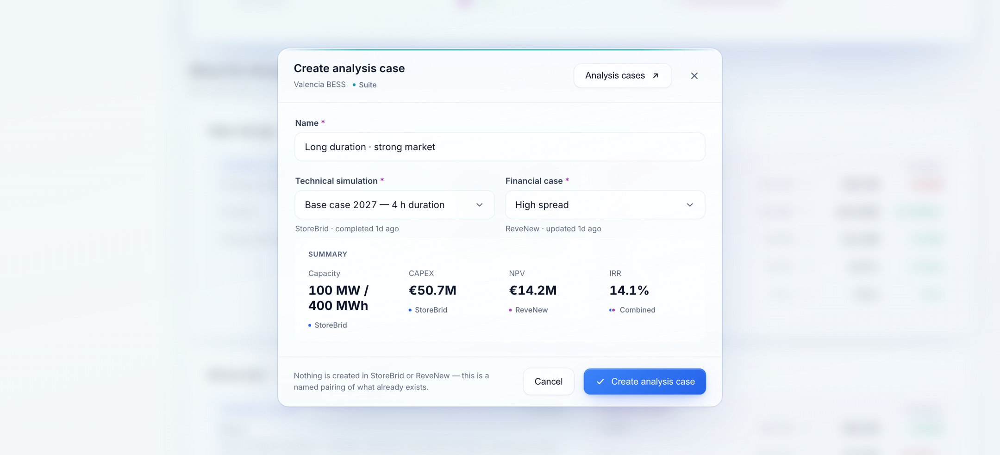 Create analysis case
Valencia BESS • Suite
Analysis cases
Name *
Long duration · strong market
Technical simulation *
Base case 2027 — 4 h duration
StoreBrid · completed 1d ago
Financial case *
High spread
ReveNew · updated 1d ago
SUMMARY
Capacity
100 MW /
400 MWh
StoreBrid
CAPEX
€50.7M
StoreBrid
NPV
€14.2M
ReveNew
IRR
14.1%
Combined
Nothing is created in StoreBrid or ReveNew — this is a
named pairing of what already exists.
Cancel
Create analysis case